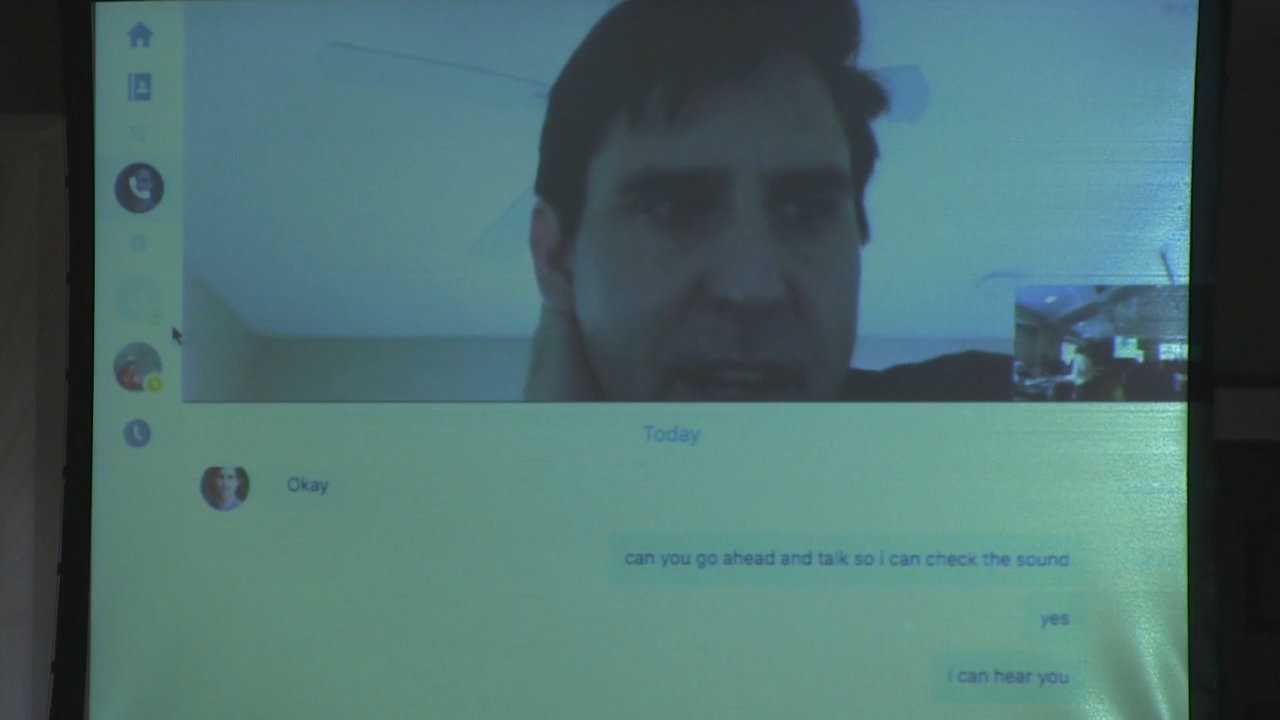 Today
Okay
can you go ahead and talk so i can check the sound
yes
i can hear you